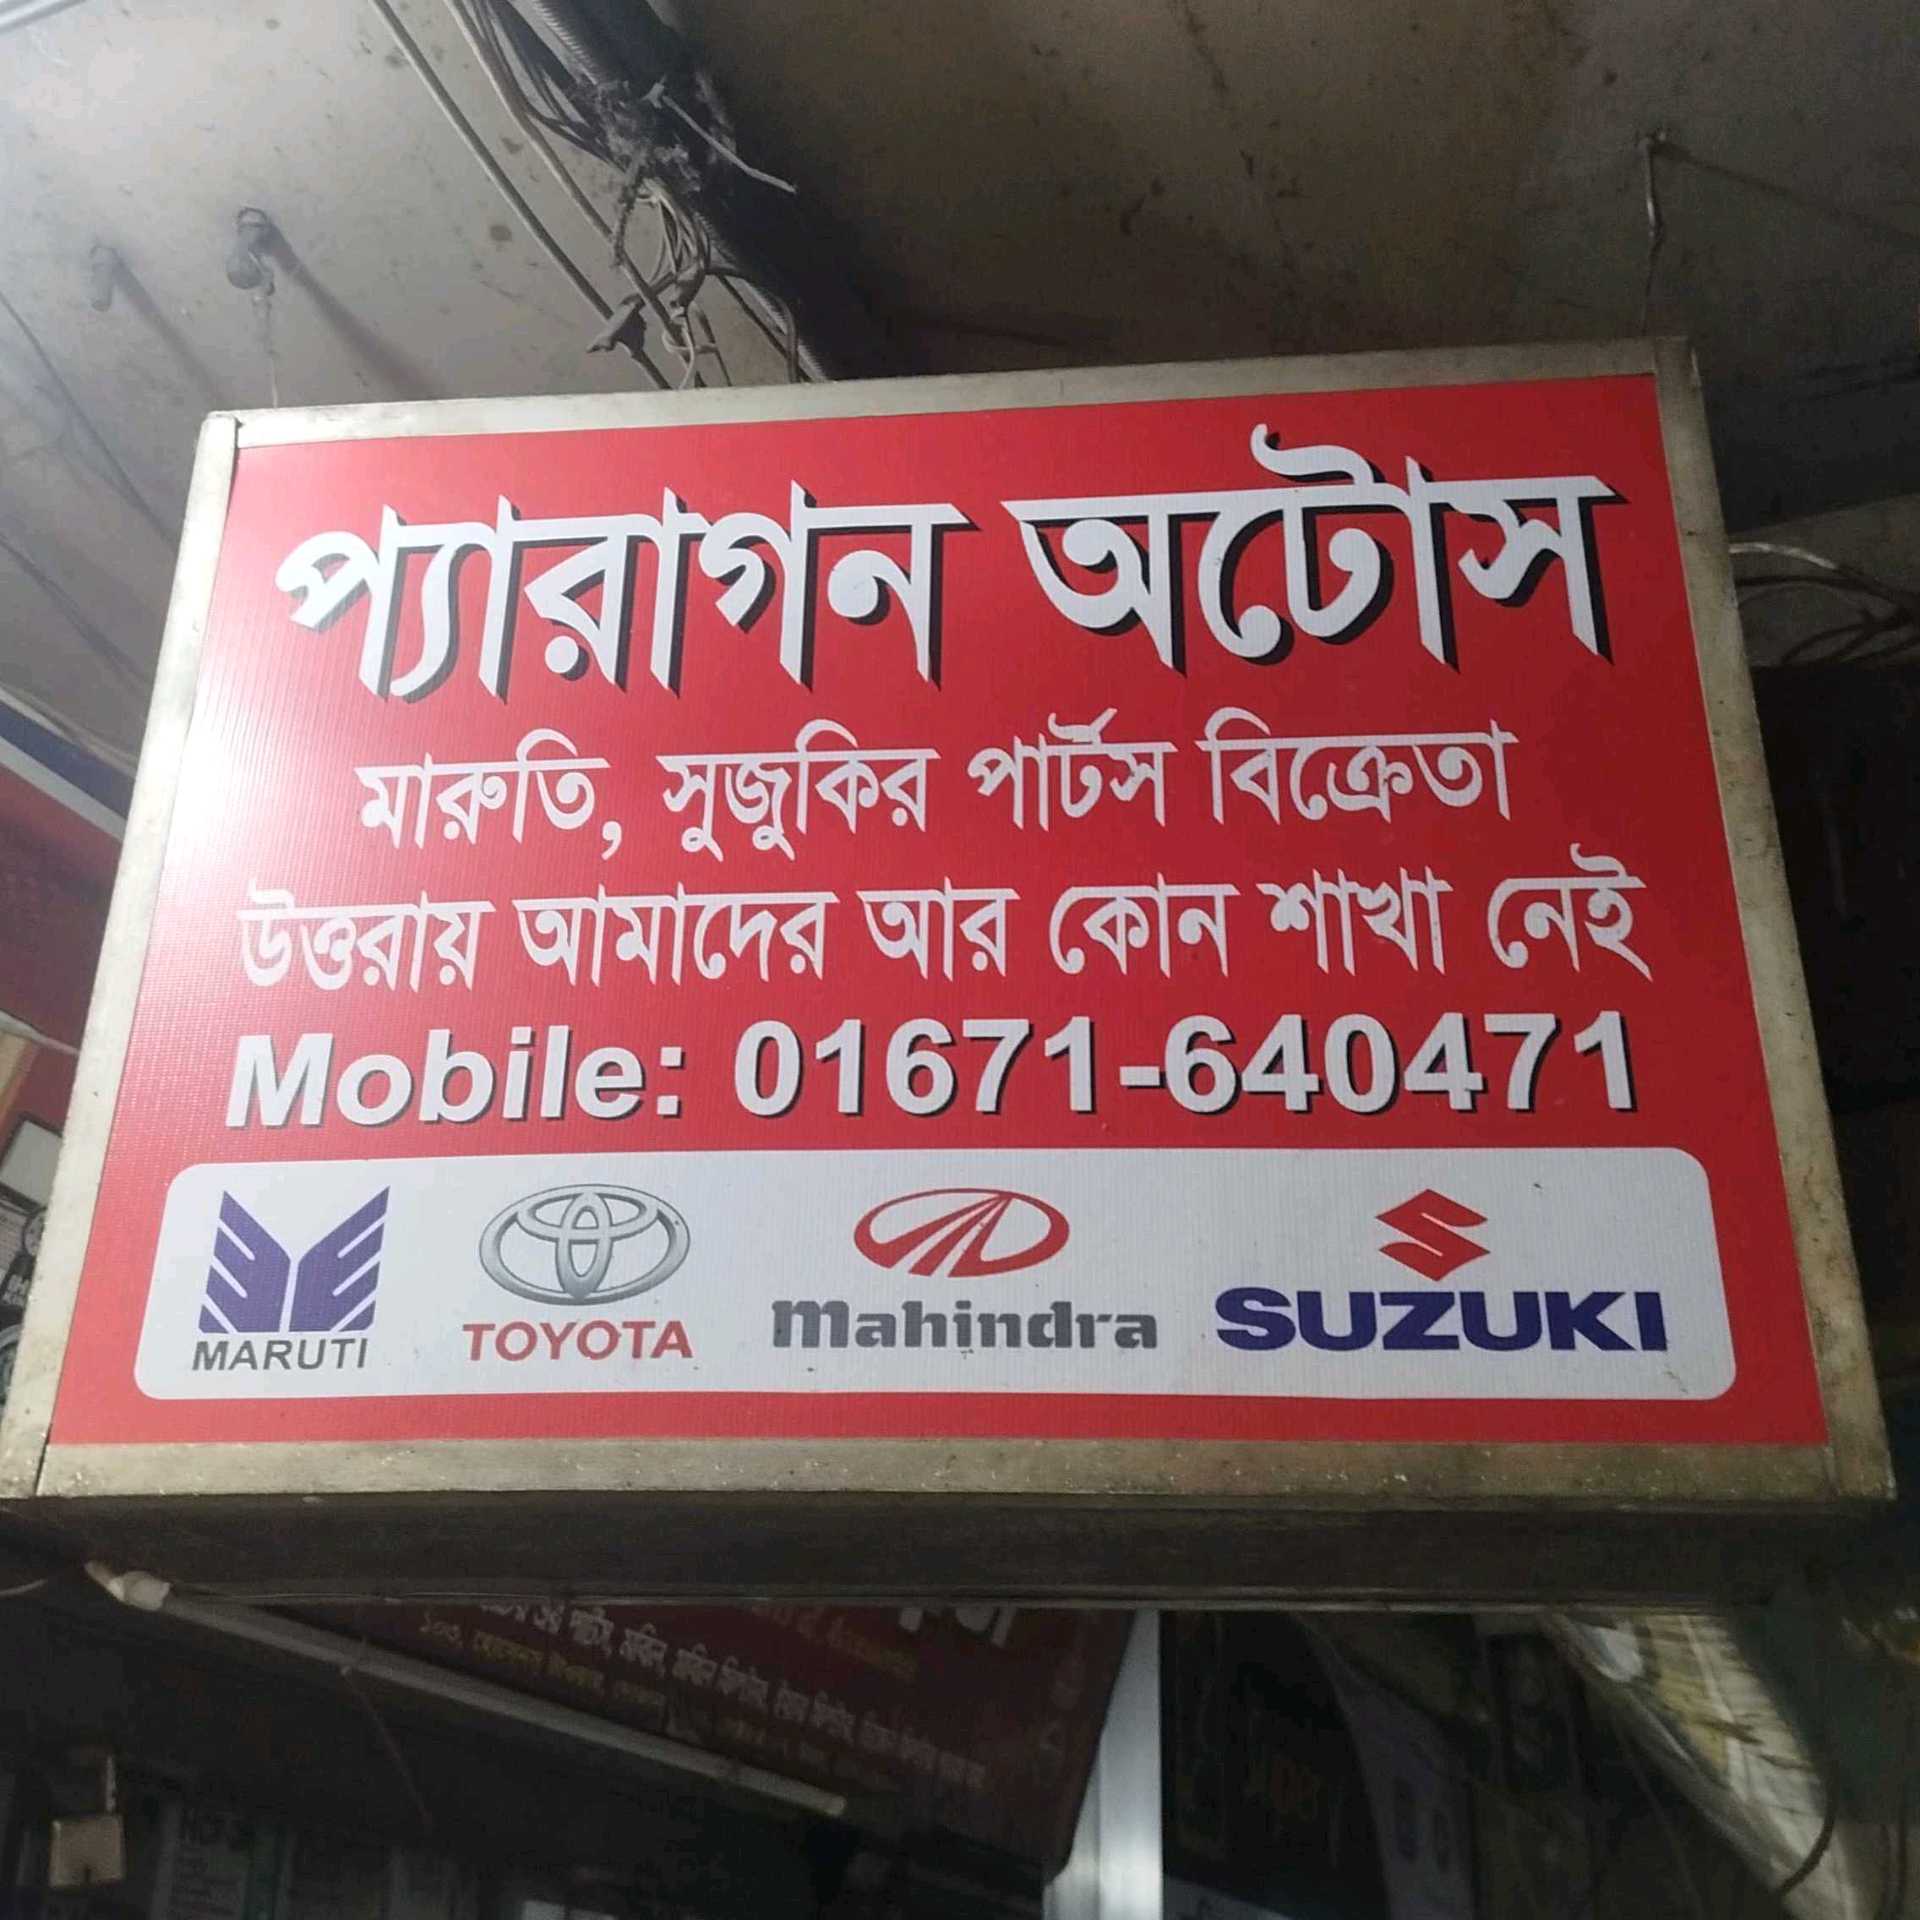 প্যারাগন অটোস
মারুতি, সুজুকির পার্টস বিক্রেতা
উত্তরায় আমাদের আর কোন শাখা নেই
Mobile: 01671-640471
MARUTI TOYOTA Mahindra SUZUKI